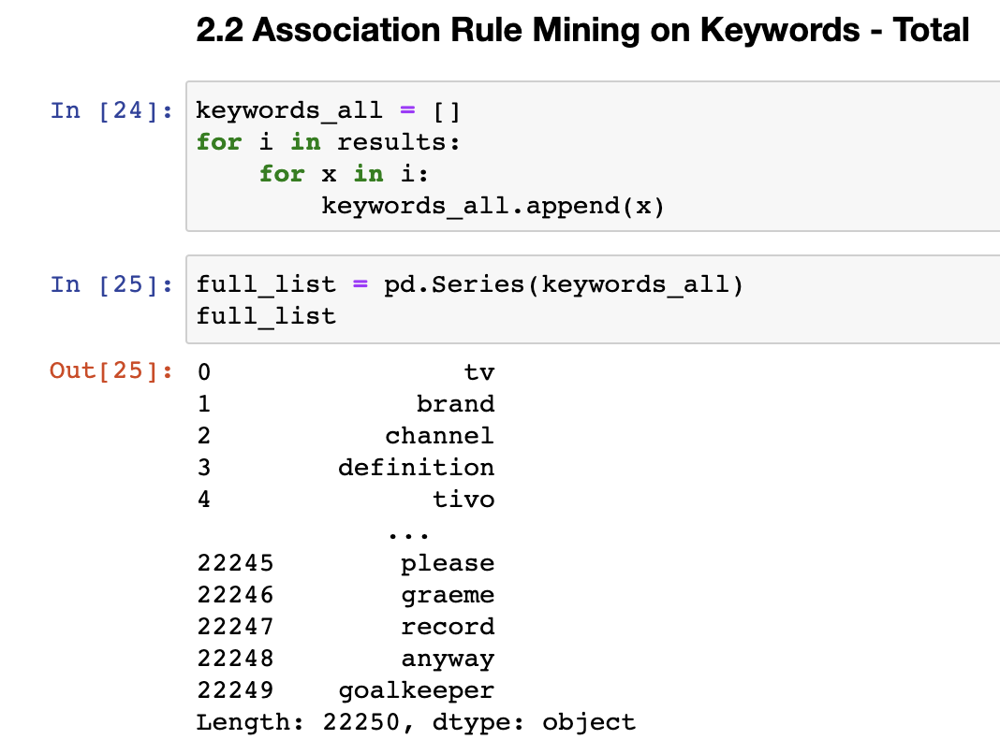 2.2 Association Rule Mining on Keywords - Total
In [24]: keywords_all = []
for i in results:
    for x in i:
        keywords_all.append(x)
In [25]: full_list = pd.Series(keywords_all)
full_list
Out[25]: 0                tv
1             brand
2           channel
3        definition
4              tivo
            ...
22245        please
22246        graeme
22247        record
22248        anyway
22249    goalkeeper
Length: 22250, dtype: object